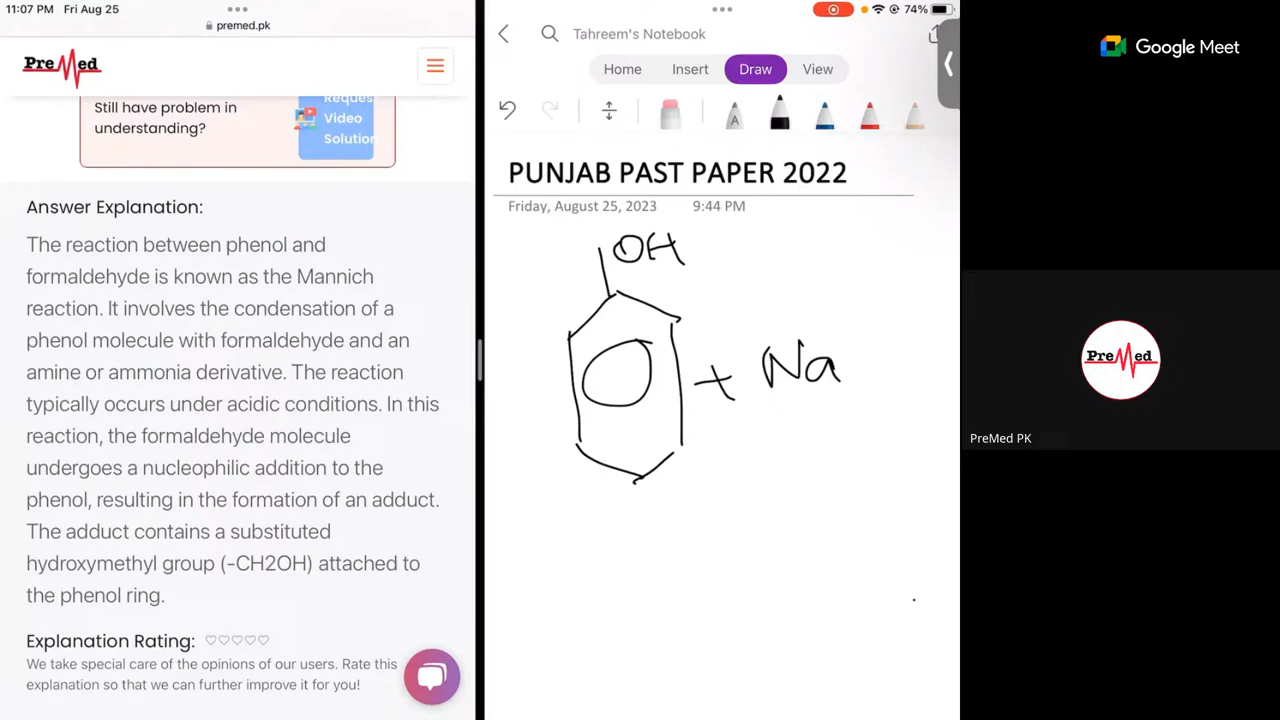 11:07 PM Fri Aug 25
premed.pk
PreMed
Still have problem in
understanding?
Reques
Video
Solution
Answer Explanation:
The reaction between phenol and
formaldehyde is known as the Mannich
reaction. It involves the condensation of a
phenol molecule with formaldehyde and an
amine or ammonia derivative. The reaction
typically occurs under acidic conditions. In this
reaction, the formaldehyde molecule
undergoes a nucleophilic addition to the
phenol, resulting in the formation of an adduct.
The adduct contains a substituted
hydroxymethyl group (-CH2OH) attached to
the phenol ring.
Explanation Rating:
We take special care of the opinions of our users. Rate this
explanation so that we can further improve it for you!
74%
Tahreem's Notebook
Home Insert Draw View
A
PUNJAB PAST PAPER 2022
Friday, August 25, 2023 9:44 PM
OH
+ Na
Google Meet
PreMed
PreMed PK